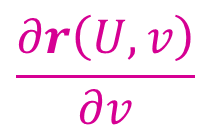 ∂r(U, v)
∂v